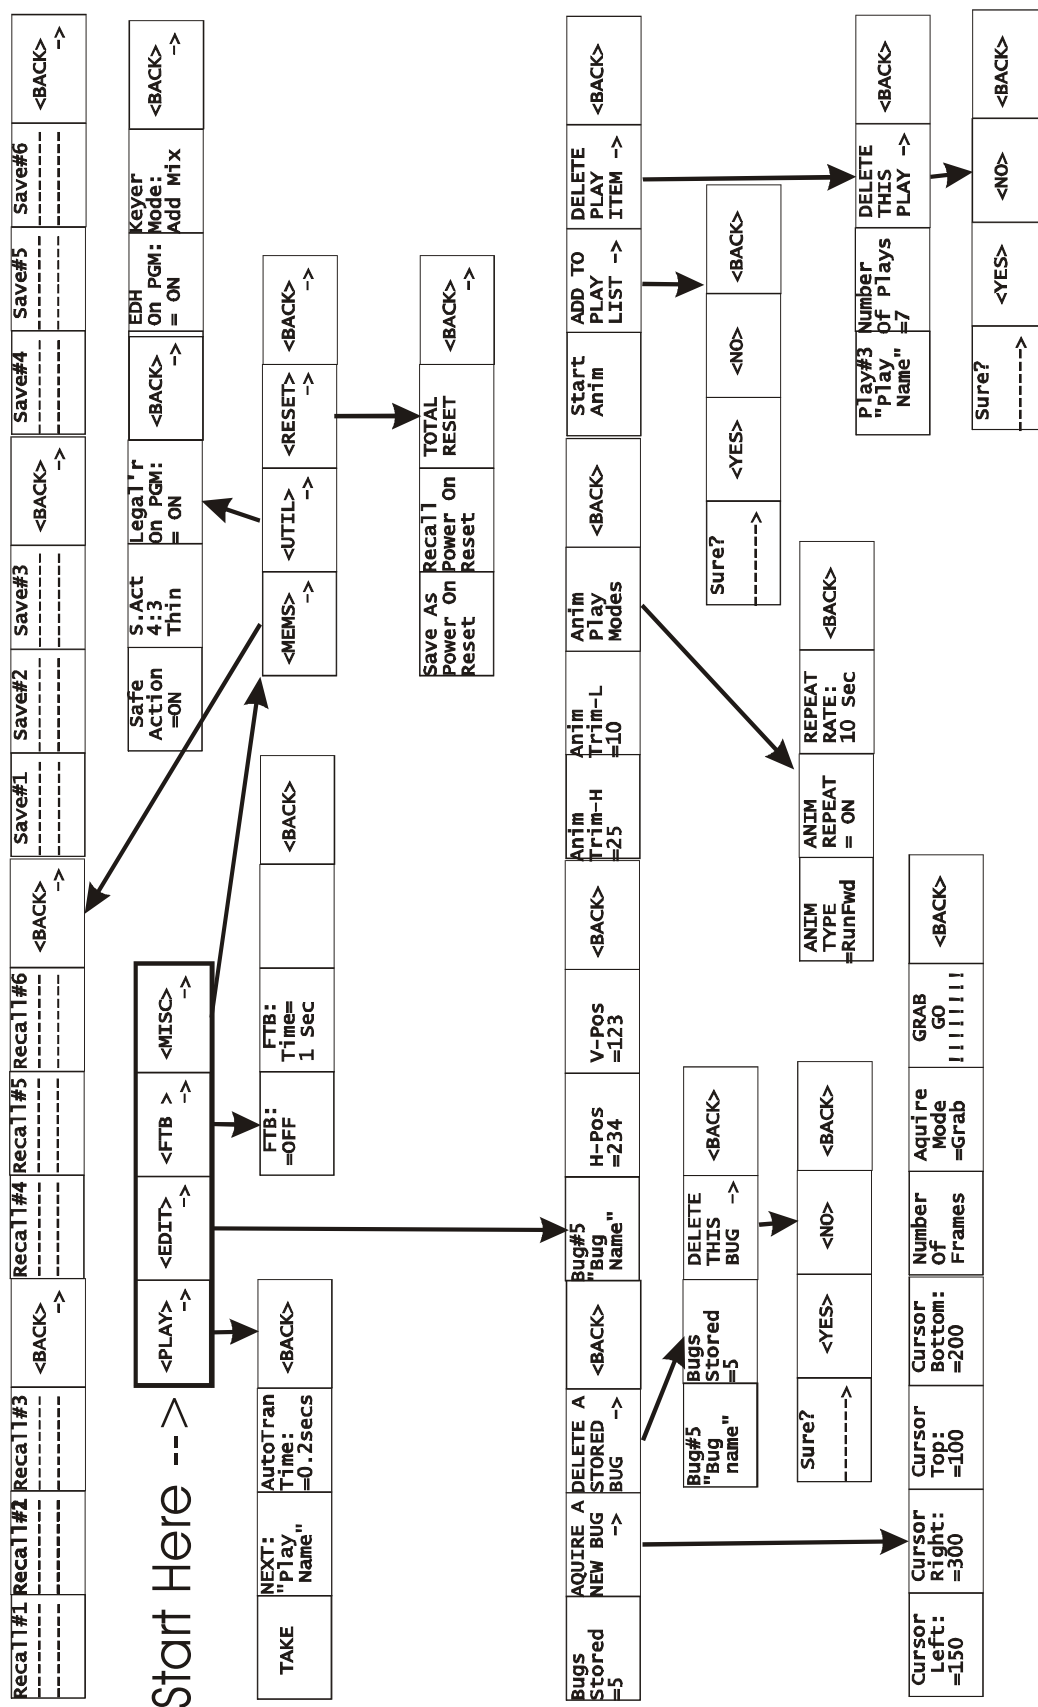 Recall#1
--------
--------
Recall#2
--------
--------
Recall#3
--------
--------
<BACK>
->
Recall#4
--------
--------
Recall#5
--------
--------
Recall#6
--------
--------
<BACK>
->
Save#1
--------
--------
Save#2
--------
--------
Save#3
--------
--------
<BACK>
->
Save#4
--------
--------
Save#5
--------
--------
Save#6
--------
--------
<BACK>
->
Start Here -->
<PLAY>
->
<EDIT>
->
<FTB >
->
<MISC>
->
Safe
Action
=ON
S.Act
4:3
Thin
Legal'r
On PGM:
= ON
<BACK>
->
EDH
On PGM:
= ON
Keyer
Mode:
Add Mix
<BACK>
->
TAKE
NEXT:
"Play
Name"
AutoTran
Time:
=0.2secs
<BACK>
FTB:
=OFF
FTB:
Time=
1 Sec
<BACK>
<MEMS>
->
<UTIL>
->
<RESET>
->
<BACK>
->
Save As
Power On
Reset
Recall
Power On
Reset
TOTAL
RESET
<BACK>
->
Bugs
Stored
=5
AQUIRE A
NEW BUG
->
DELETE A
STORED
BUG ->
<BACK>
Bug#5
"Bug
Name"
H-Pos
=234
V-Pos
=123
<BACK>
Anim
Trim-H
=25
Anim
Trim-L
=10
Anim
Play
Modes
<BACK>
Start
Anim
ADD TO
PLAY
LIST ->
DELETE
PLAY
ITEM ->
<BACK>
Bug#5
"Bug
name"
Bugs
Stored
=5
DELETE
THIS
BUG ->
<BACK>
Sure?
------->
<YES>
<NO>
<BACK>
Sure?
------->
<YES>
<NO>
<BACK>
ANIM
TYPE
=RunFwd
ANIM
REPEAT
= ON
REPEAT
RATE:
10 Sec
<BACK>
Play#3
"Play
Name"
Number
Of Plays
=7
DELETE
THIS
PLAY ->
<BACK>
Cursor
Left:
=150
Cursor
Right:
=300
Cursor
Top:
=100
Cursor
Bottom:
=200
Number
Of
Frames
Aquire
Mode
=Grab
GRAB
GO
!!!!!!!!
<BACK>
Sure?
------->
<YES>
<NO>
<BACK>